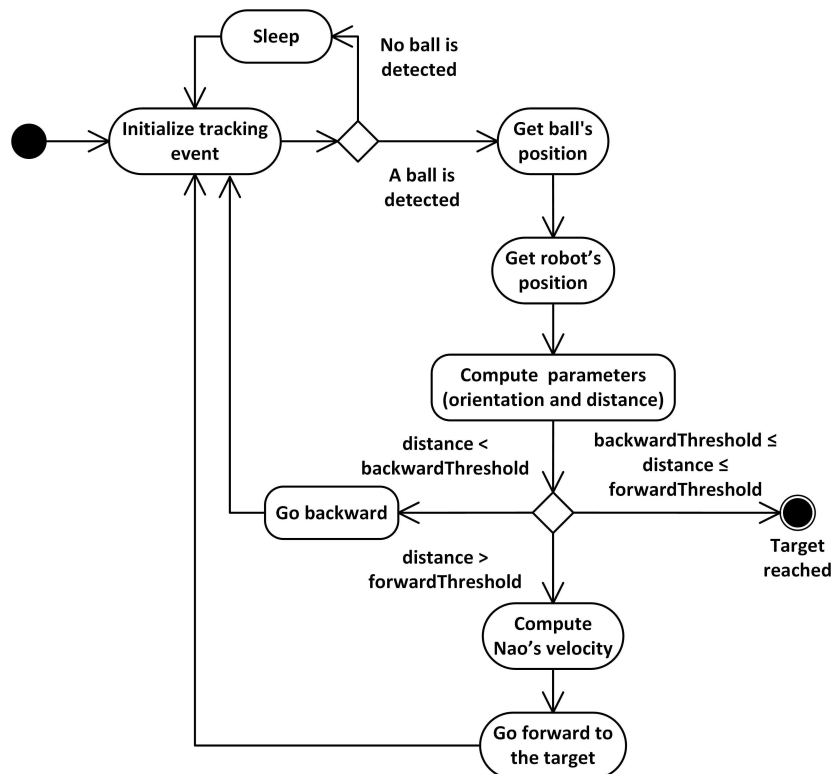 Sleep
No ball is
detected
Initialize tracking
event
Get ball's
position
A ball is
detected
Get robot’s
position
Compute  parameters
(orientation and distance)
distance <
backwardThreshold
backwardThreshold ≤
distance ≤
forwardThreshold
Go backward
Target
reached
distance >
forwardThreshold
Compute
Nao’s velocity
Go forward to
the target